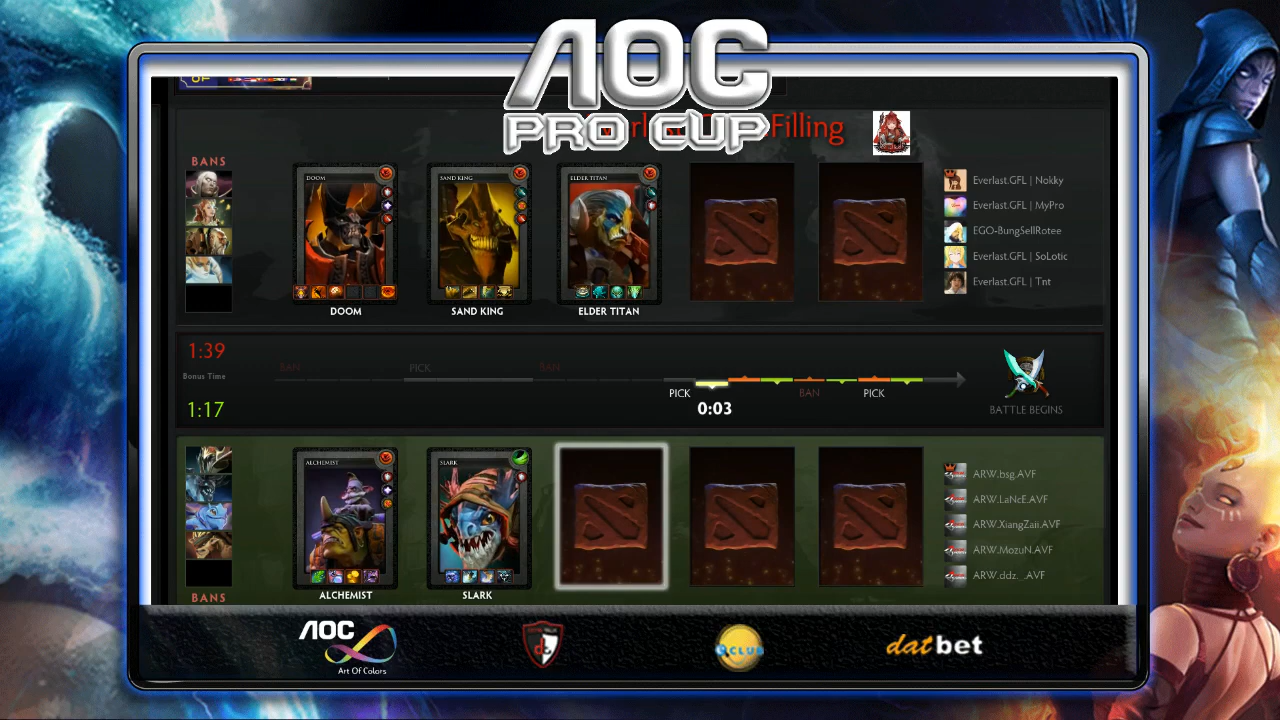 AOC
PRO CUP
Filling
BANS
DOOM
SAND KING
ELDER TITAN
DOOM
SAND KING
ELDER TITAN
Everlast.GFL | Nokky
Everlast.GFL | MyPro
EGO-BungSellRotee
Everlast.GFL | SoLotic
Everlast.GFL | Tnt
1:39
Bonus Time
1:17
BAN
PICK
BAN
PICK
0:03
BAN
PICK
BATTLE BEGINS
ALCHEMIST
SLARK
ALCHEMIST
SLARK
BANS
ARW.bsg.AVF
ARW.LaNcE.AVF
ARW.XiangZaii.AVF
ARW.MozuN.AVF
ARW.ddz._.AVF
AOC
Art Of Colors
datbet